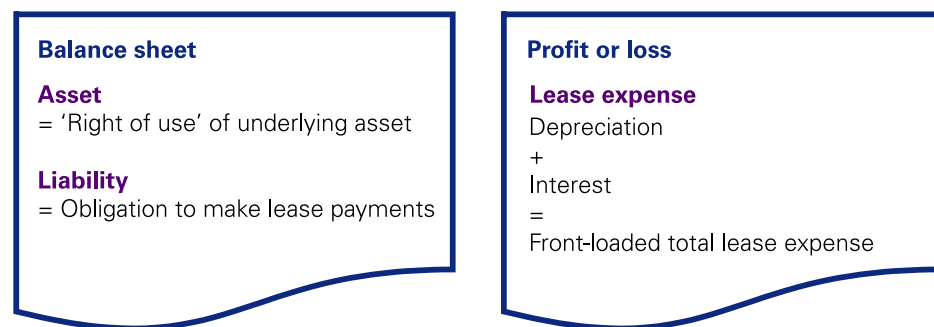 Balance sheet
Asset
= ‘Right of use’ of underlying asset
Liability
= Obligation to make lease payments
Profit or loss
Lease expense
Depreciation
+
Interest
=
Front-loaded total lease expense